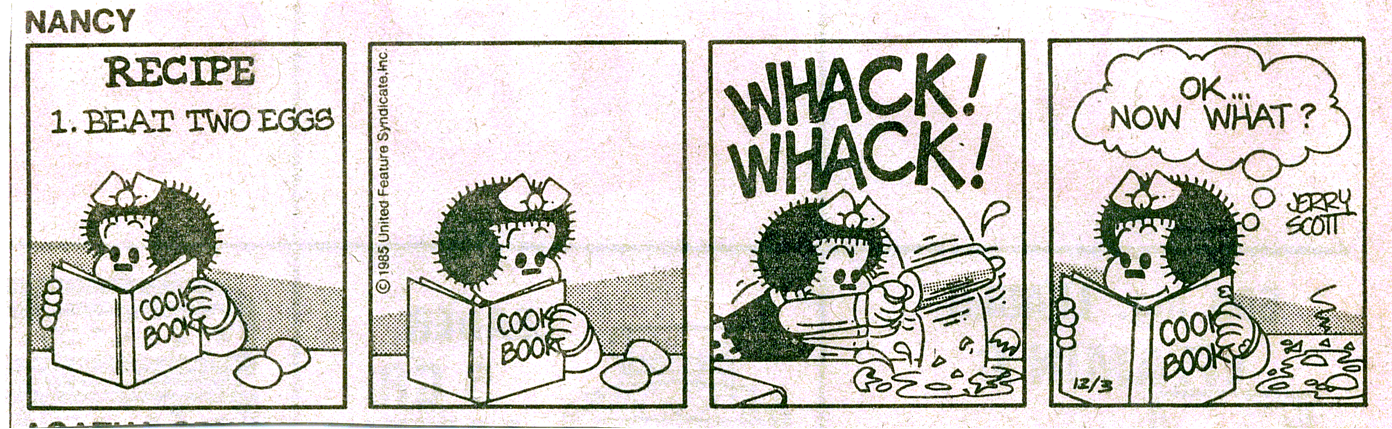 NANCY
RECIPE
1. BEAT TWO EGGS
COOK
BOOK
©1985 United Feature Syndicate, Inc.
COOK
BOOK
WHACK!
WHACK!
OK...
NOW WHAT?
JERRY
SCOTT
COOK
BOOK
12/3